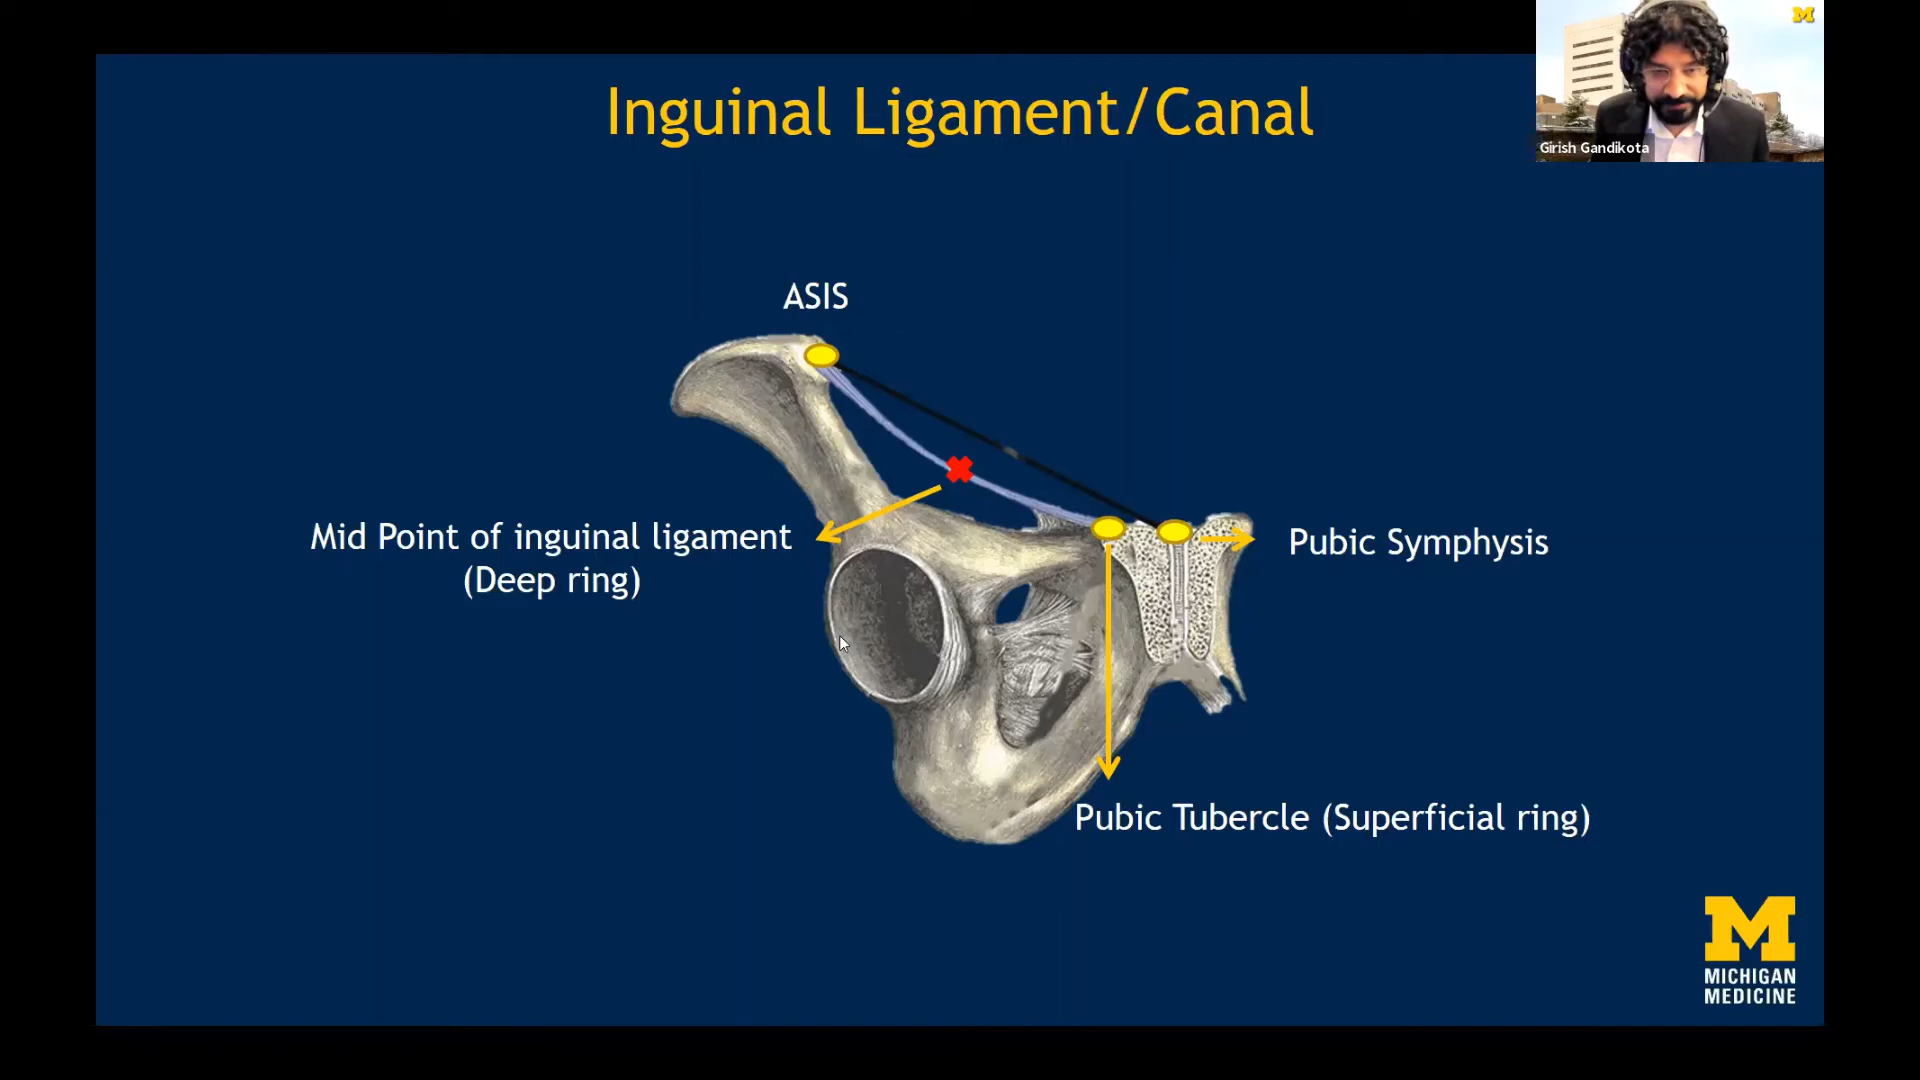 M
Inguinal Ligament/Canal
Girish Gandikota
ASIS
Mid Point of inguinal ligament
(Deep ring)
Pubic Symphysis
Pubic Tubercle (Superficial ring)
M
MICHIGAN
MEDICINE